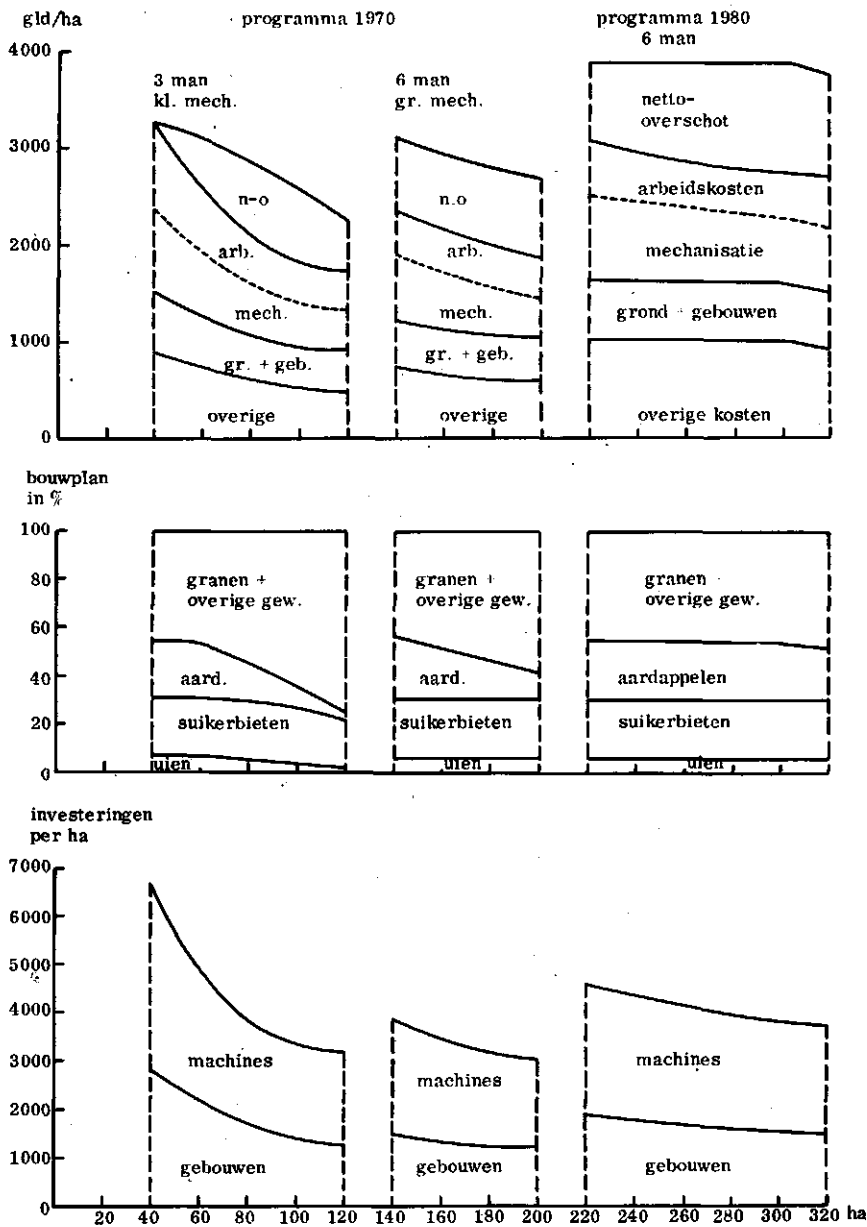 gld/ha
programma 1970
programma 1980
6 man
4000
3000
2000
1000
0
3 man
kl. mech.
n-o
arb.
mech.
gr. + geb.
overige
6 man
gr. mech.
n.o
arb.
mech.
gr. + geb.
overige
netto-
overschot
arbeidskosten
mechanisatie
grond + gebouwen
overige kosten
bouwplan
in %
100
80
60
40
20
0
granen +
overige gew.
aard.
suikerbieten
uien
granen +
overige gew.
aard.
suikerbieten
uien
granen
overige gew.
aardappelen
suikerbieten
uien
investeringen
per ha
7000
6000
5000
4000
3000
2000
1000
0
machines
gebouwen
machines
gebouwen
machines
gebouwen
20 40 60 80 100 120 140 160 180 200 220 240 260 280 300 320 ha